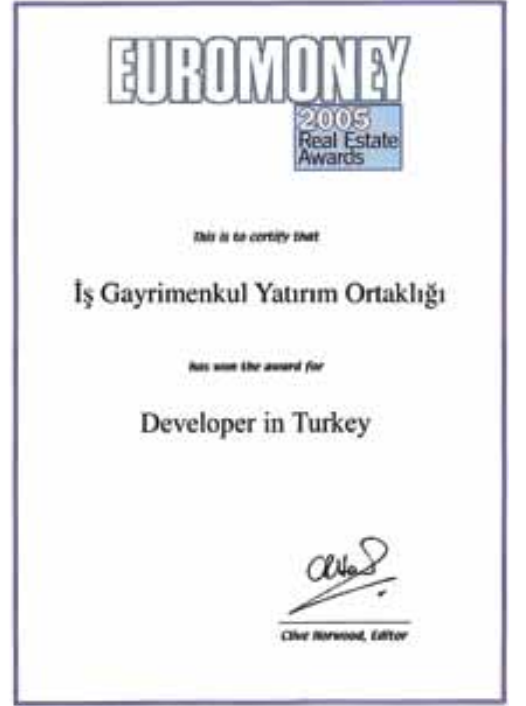 EUROMONEY
2005
Real Estate
Awards
This is to certify that
İş Gayrimenkul Yatırım Ortaklığı
has won the award for
Developer in Turkey
Clive Horwood, Editor